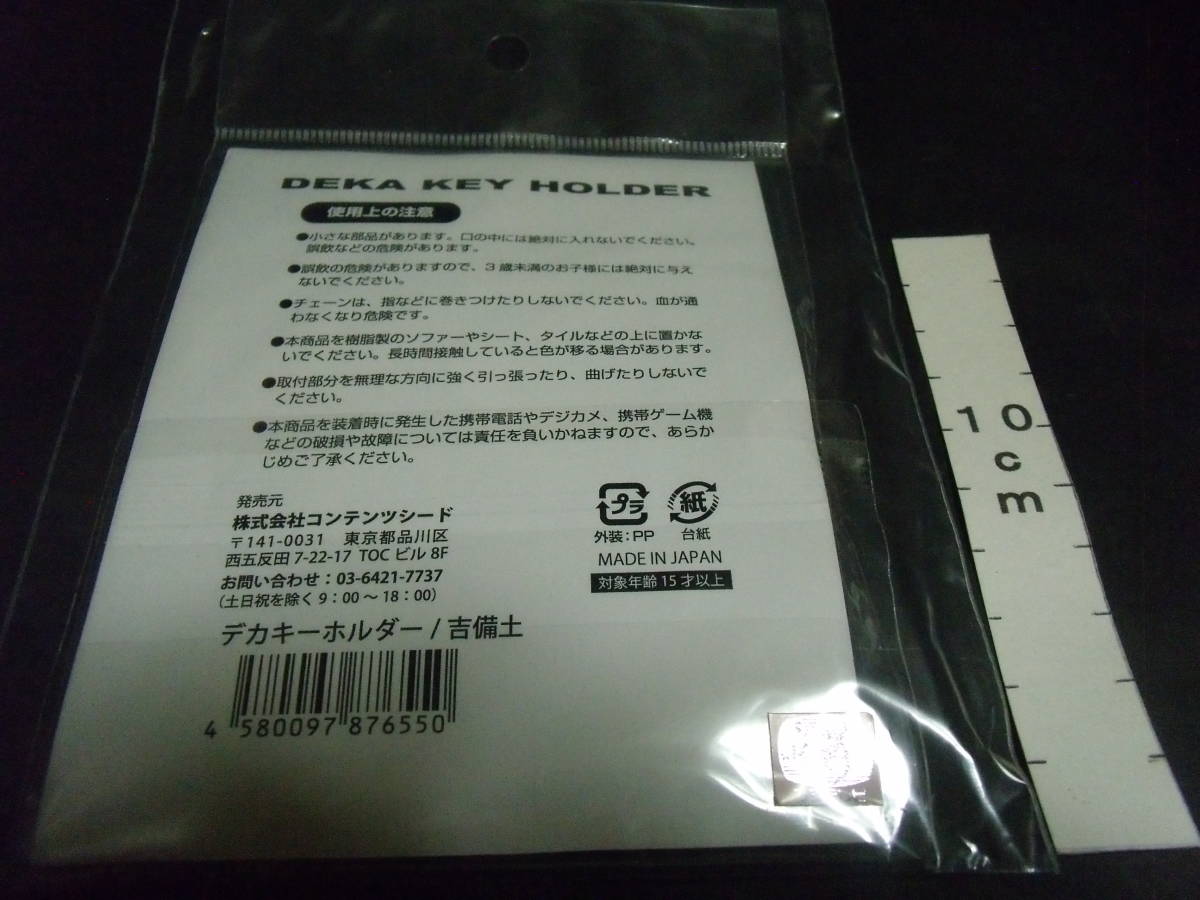 DEKA KEY HOLDER
使用上の注意
●小さな部品があります。口の中には絶対に入れないでください。
誤飲などの危険があります。
●誤飲の危険がありますので、3歳未満のお子様には絶対に与え
ないでください。
●チェーンは、指などに巻きつけたりしないでください。血が通
わなくなり危険です。
●本商品を樹脂製のソファーやシート、タイルなどの上に置かな
いでください。長時間接触していると色が移る場合があります。
●取付部分を無理な方向に強く引っ張ったり、曲げたりしないで
ください。
●本商品を装着時に発生した携帯電話やデジカメ、携帯ゲーム機
などの破損や故障については責任を負いかねますので、あらか
じめご了承ください。
発売元
株式会社コンテンツシード
〒141-0031 東京都品川区
西五反田 7-22-17 TOC ビル 8F
お問い合わせ:03-6421-7737
(土日祝を除く 9:00〜18:00)
プラ
外装:PP
紙
台紙
MADE IN JAPAN
対象年齢 15 才以上
デカキーホルダー/吉備土
4 580097 876550
10
cm